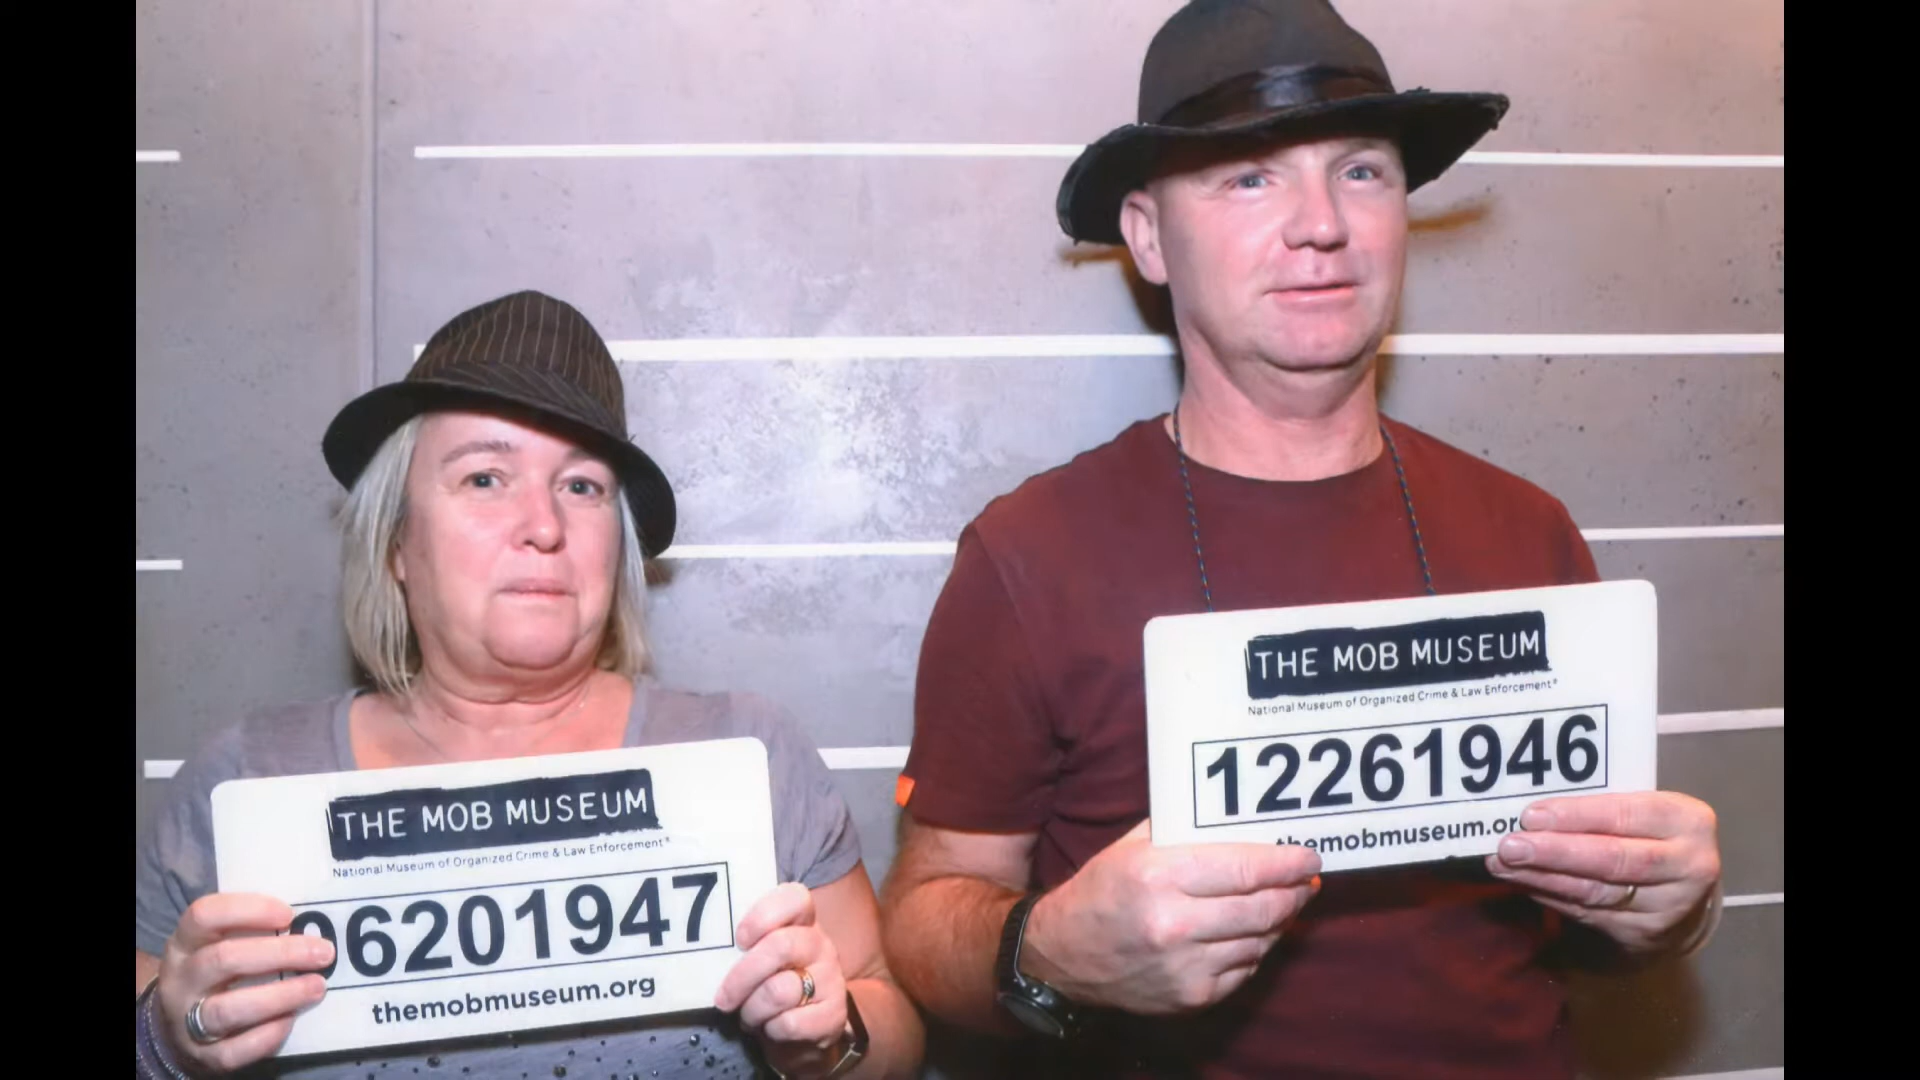 THE MOB MUSEUM
National Museum of Organized Crime & Law Enforcement®
06201947
themobmuseum.org
THE MOB MUSEUM
National Museum of Organized Crime & Law Enforcement®
12261946
themobmuseum.org